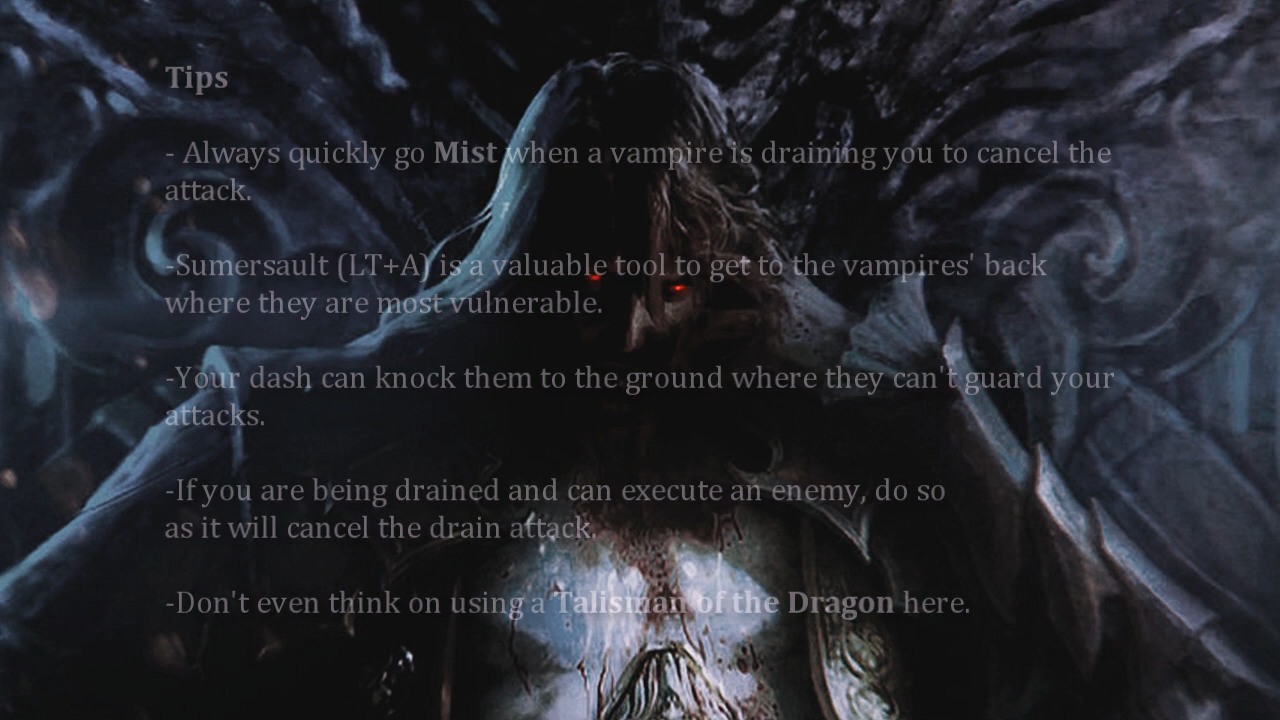 Tips
- Always quickly go Mist when a vampire is draining you to cancel the
attack.
-Sumersault (LT+A) is a valuable tool to get to the vampires' back
where they are most vulnerable.
-Your dash can knock them to the ground where they can't guard your
attacks.
-If you are being drained and can execute an enemy, do so
as it will cancel the drain attack.
-Don't even think on using a Talisman of the Dragon here.